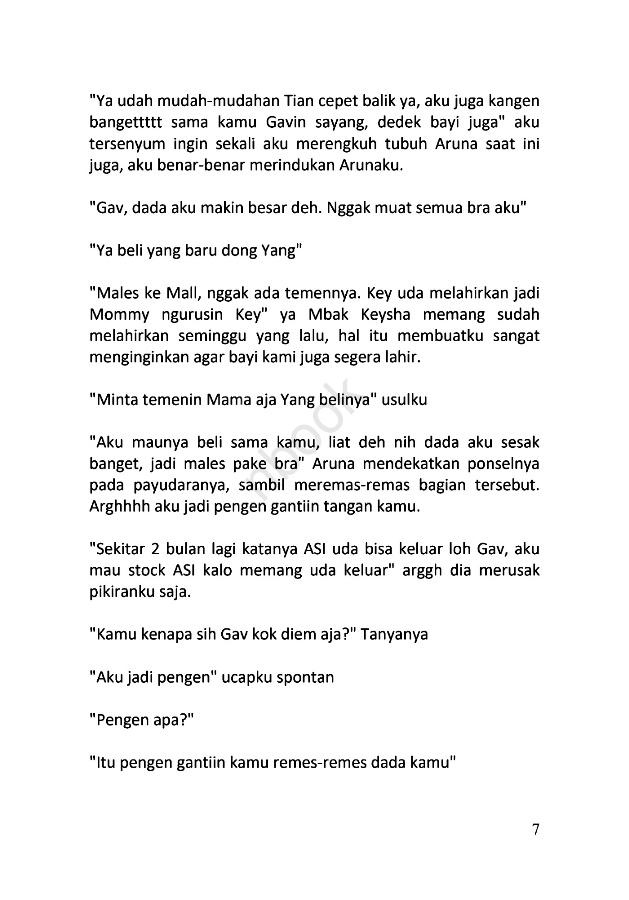 "Ya udah mudah-mudahan Tian cepet balik ya, aku juga kangen
bangettttt sama kamu Gavin sayang, dedek bayi juga" aku
tersenyum ingin sekali aku merengkuh tubuh Aruna saat ini
juga, aku benar-benar merindukan Arunaku.
"Gav, dada aku makin besar deh. Nggak muat semua bra aku"
"Ya beli yang baru dong Yang"
"Males ke Mall, nggak ada temennya. Key uda melahirkan jadi
Mommy ngurusin Key" ya Mbak Keysha memang sudah
melahirkan seminggu yang lalu, hal itu membuatku sangat
menginginkan agar bayi kami juga segera lahir.
"Minta temenin Mama aja Yang belinya" usulku
"Aku maunya beli sama kamu, liat deh nih dada aku sesak
banget, jadi males pake bra" Aruna mendekatkan ponselnya
pada payudaranya, sambil meremas-remas bagian tersebut.
Arghhhh aku jadi pengen gantiin tangan kamu.
"Sekitar 2 bulan lagi katanya ASI uda bisa keluar loh Gav, aku
mau stock ASI kalo memang uda keluar" arggh dia merusak
pikiranku saja.
"Kamu kenapa sih Gav kok diem aja?" Tanyanya
"Aku jadi pengen" ucapku spontan
"Pengen apa?"
"Itu pengen gantiin kamu remes-remes dada kamu"
7